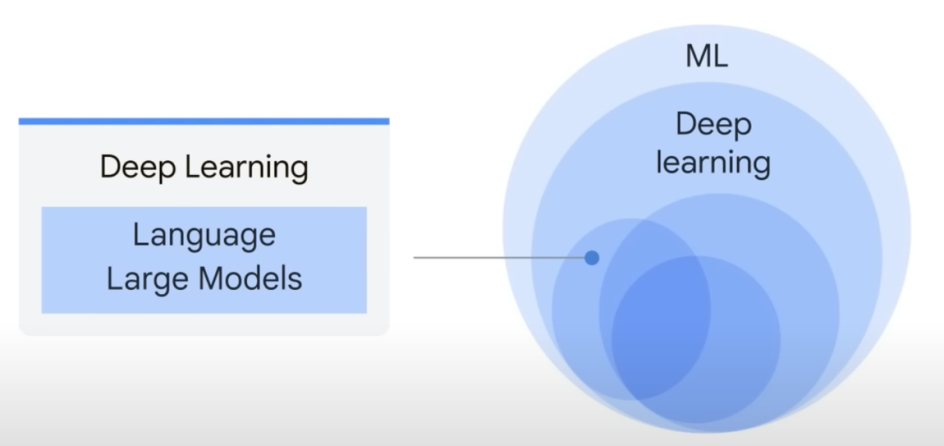 Deep Learning
Language
Large Models
ML
Deep
learning